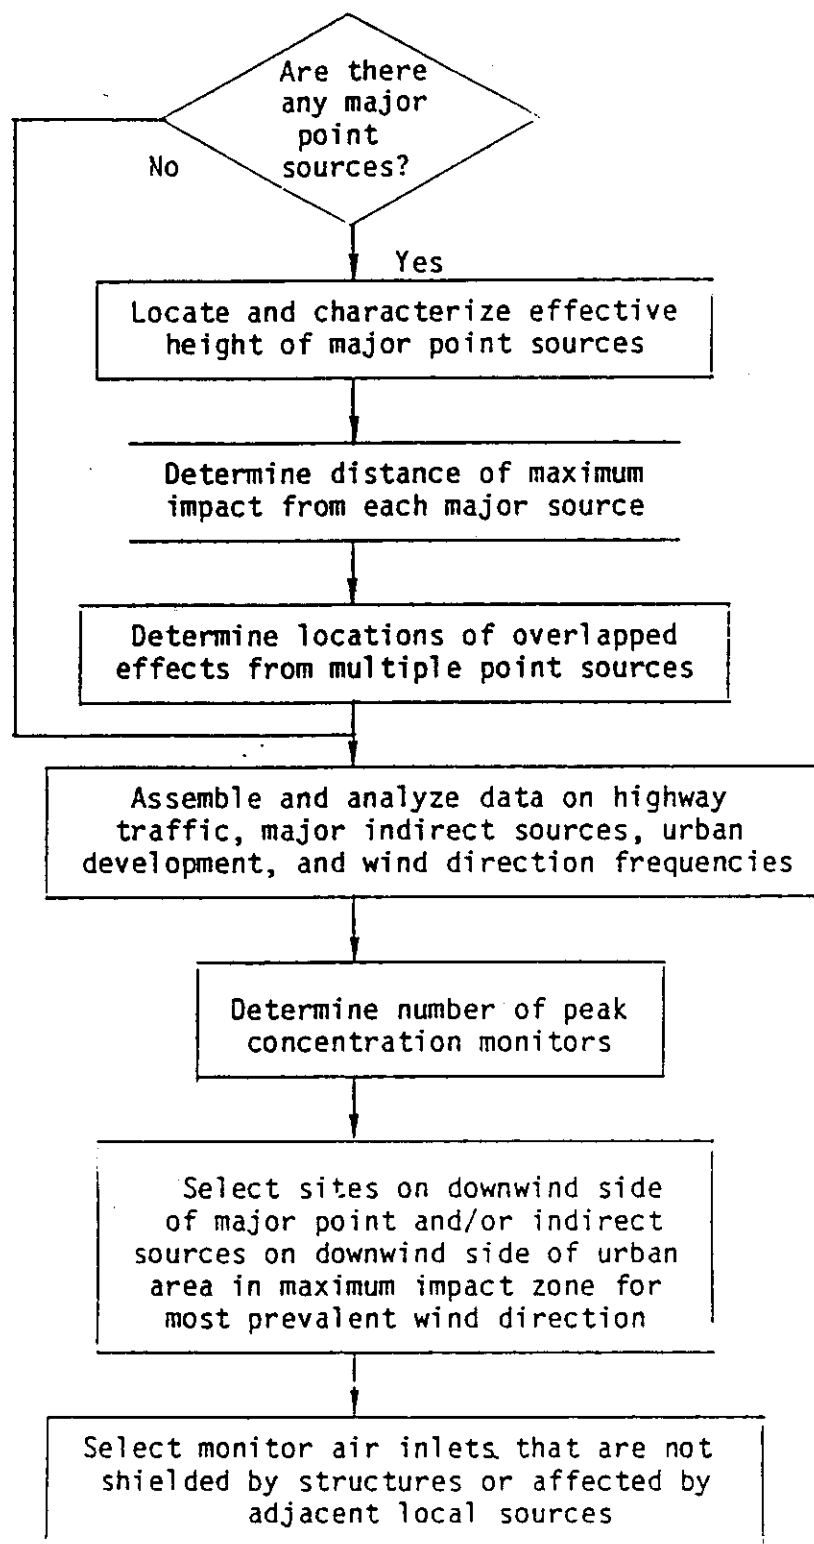 Are there
any major
point
sources?
No
Yes
Locate and characterize effective
height of major point sources
Determine distance of maximum
impact from each major source
Determine locations of overlapped
effects from multiple point sources
Assemble and analyze data on highway
traffic, major indirect sources, urban
development, and wind direction frequencies
Determine number of peak
concentration monitors
Select sites on downwind side
of major point and/or indirect
sources on downwind side of urban
area in maximum impact zone for
most prevalent wind direction
Select monitor air inlets that are not
shielded by structures or affected by
adjacent local sources